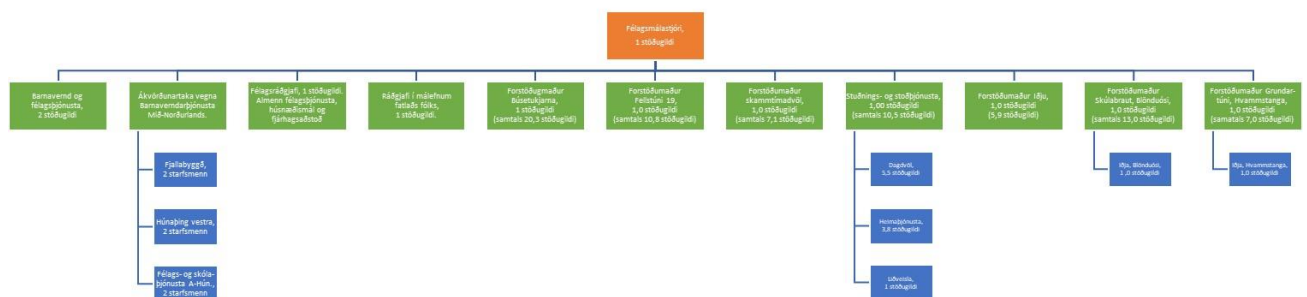 Félagsmálastjóri,
1 stöðugildi
Barnavernd og
félagsþjónusta,
2 stöðugildi
Ákvörðunartaka vegna
Barnaverndarþjónusta
Mið-Norðurlands.
Félagsráðgjafi, 1 stöðugildi.
Almenn félagsþjónusta,
húsnæðismál og
fjárhagsaðstoð
Ráðgjafi í málefnum
fatlaðs fólks,
1 stöðugildi.
Forstöðugmaður
Búsetukjarna,
1 stöðugildi
(samtals 20,3 stöðugildi)
Forstöðumaður
Fellstúni 19,
1,0 stöðugildi
(samtals 10,8 stöðugildi)
Forstöðumaður
skammtímadvöl,
1,0 stöðugildi
(samtals 7,1 stöðugildi)
Stuðnings- og stoðþjónusta,
1,00 stöðugildi
(samtals 10,5 stöðugildi)
Forstöðumaður Iðju,
1,0 stöðugildi
(5,9 stöðugildi)
Forstöðumaður
Skúlabraut, Blönduósi,
1,0 stöðugildi
(samtals 13,0 stöðugildi)
Forstöðumaður Grundar-
túni, Hvammstanga,
1,0 stöðugildi
(samatals 7,0 stöðugildi)
Fjallabyggð,
2 starfsmenn
Húnaþing vestra,
2 starfsmenn
Félags- og skóla-
þjónusta A-Hún.,
2 starfsmenn
Dagdvöl,
5,5 stöðugildi
Heimaþjónusta,
3,8 stöðugildi
Liðveisla,
1 stöðugildi
Iðja, Blönduósi,
1 ,0 stöðugildi
Iðja, Hvammstanga,
1,0 stöðugildi